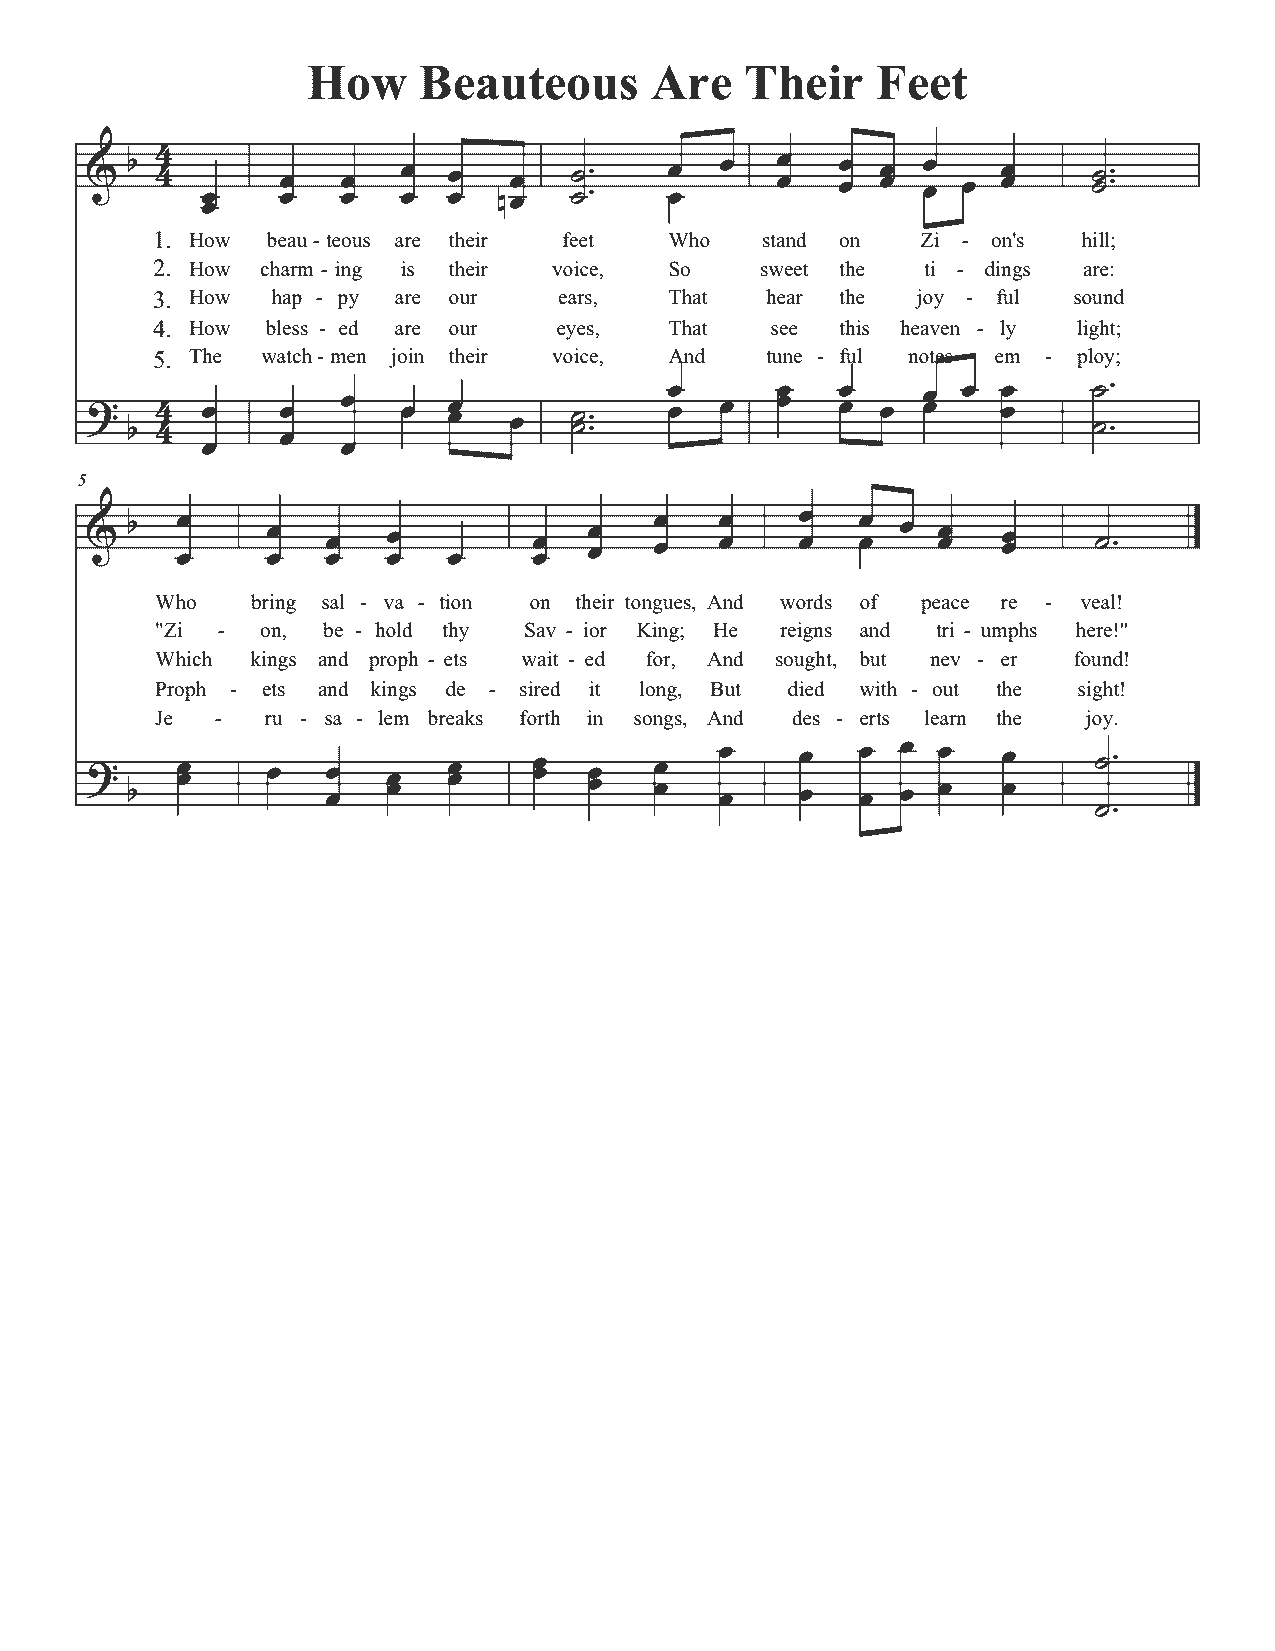 How Beauteous Are Their Feet
4
4
1. How beau - teous are their feet Who stand on Zi - on's hill;
2. How charm - ing is their voice, So sweet the ti - dings are:
3. How hap - py are our ears, That hear the joy - ful sound
4. How bless - ed are our eyes, That see this heaven - ly light;
5. The watch - men join their voice, And tune - ful notes em - ploy;
4
4
5
Who bring sal - va - tion on their tongues, And words of peace re - veal!
"Zi - on, be - hold thy Sav - ior King; He reigns and tri - umphs here!"
Which kings and proph - ets wait - ed for, And sought, but nev - er found!
Proph - ets and kings de - sired it long, But died with - out the sight!
Je - ru - sa - lem breaks forth in songs, And des - erts learn the joy.